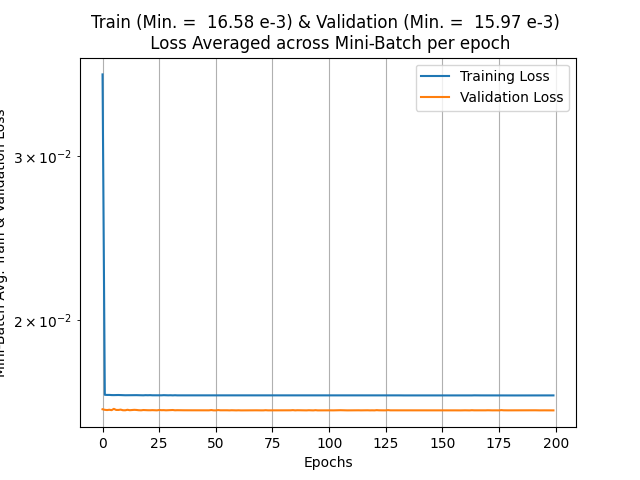 Train (Min. =  16.58 e-3) & Validation (Min. =  15.97 e-3)
Loss Averaged across Mini-Batch per epoch
Training Loss
Validation Loss
3 × 10⁻²
2 × 10⁻²
Avg. Train & Validation Loss
0 25 50 75 100 125 150 175 200
Epochs